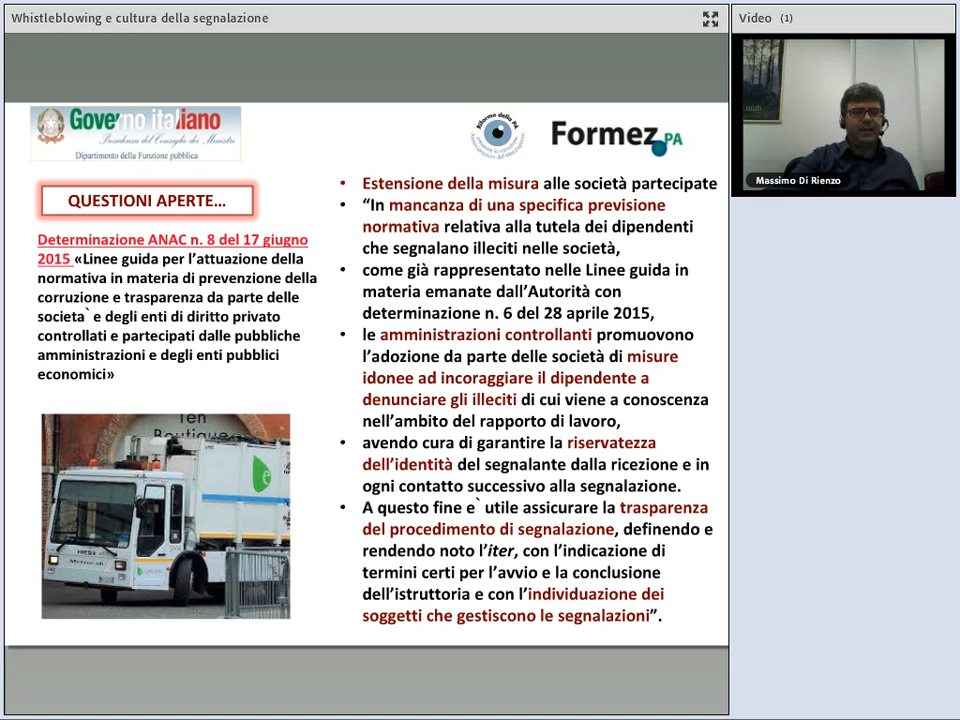 Whistleblowing e cultura della segnalazione
Video (1)
Massimo Di Rienzo
Governo italiano
Presidenza del Consiglio dei Ministri
Dipartimento della Funzione pubblica
Riforma della PA
Formez PA
QUESTIONI APERTE...
Determinazione ANAC n. 8 del 17 giugno
2015 «Linee guida per l'attuazione della
normativa in materia di prevenzione della
corruzione e trasparenza da parte delle
societa` e degli enti di diritto privato
controllati e partecipati dalle pubbliche
amministrazioni e degli enti pubblici
economici»
Ten
Boutique
e
• Estensione della misura alle società partecipate
• “In mancanza di una specifica previsione
normativa relativa alla tutela dei dipendenti
che segnalano illeciti nelle società,
• come già rappresentato nelle Linee guida in
materia emanate dall'Autorità con
determinazione n. 6 del 28 aprile 2015,
• le amministrazioni controllanti promuovono
l'adozione da parte delle società di misure
idonee ad incoraggiare il dipendente a
denunciare gli illeciti di cui viene a conoscenza
nell'ambito del rapporto di lavoro,
• avendo cura di garantire la riservatezza
dell'identità del segnalante dalla ricezione e in
ogni contatto successivo alla segnalazione.
• A questo fine e` utile assicurare la trasparenza
del procedimento di segnalazione, definendo e
rendendo noto l'iter, con l'indicazione di
termini certi per l'avvio e la conclusione
dell'istruttoria e con l'individuazione dei
soggetti che gestiscono le segnalazioni”.